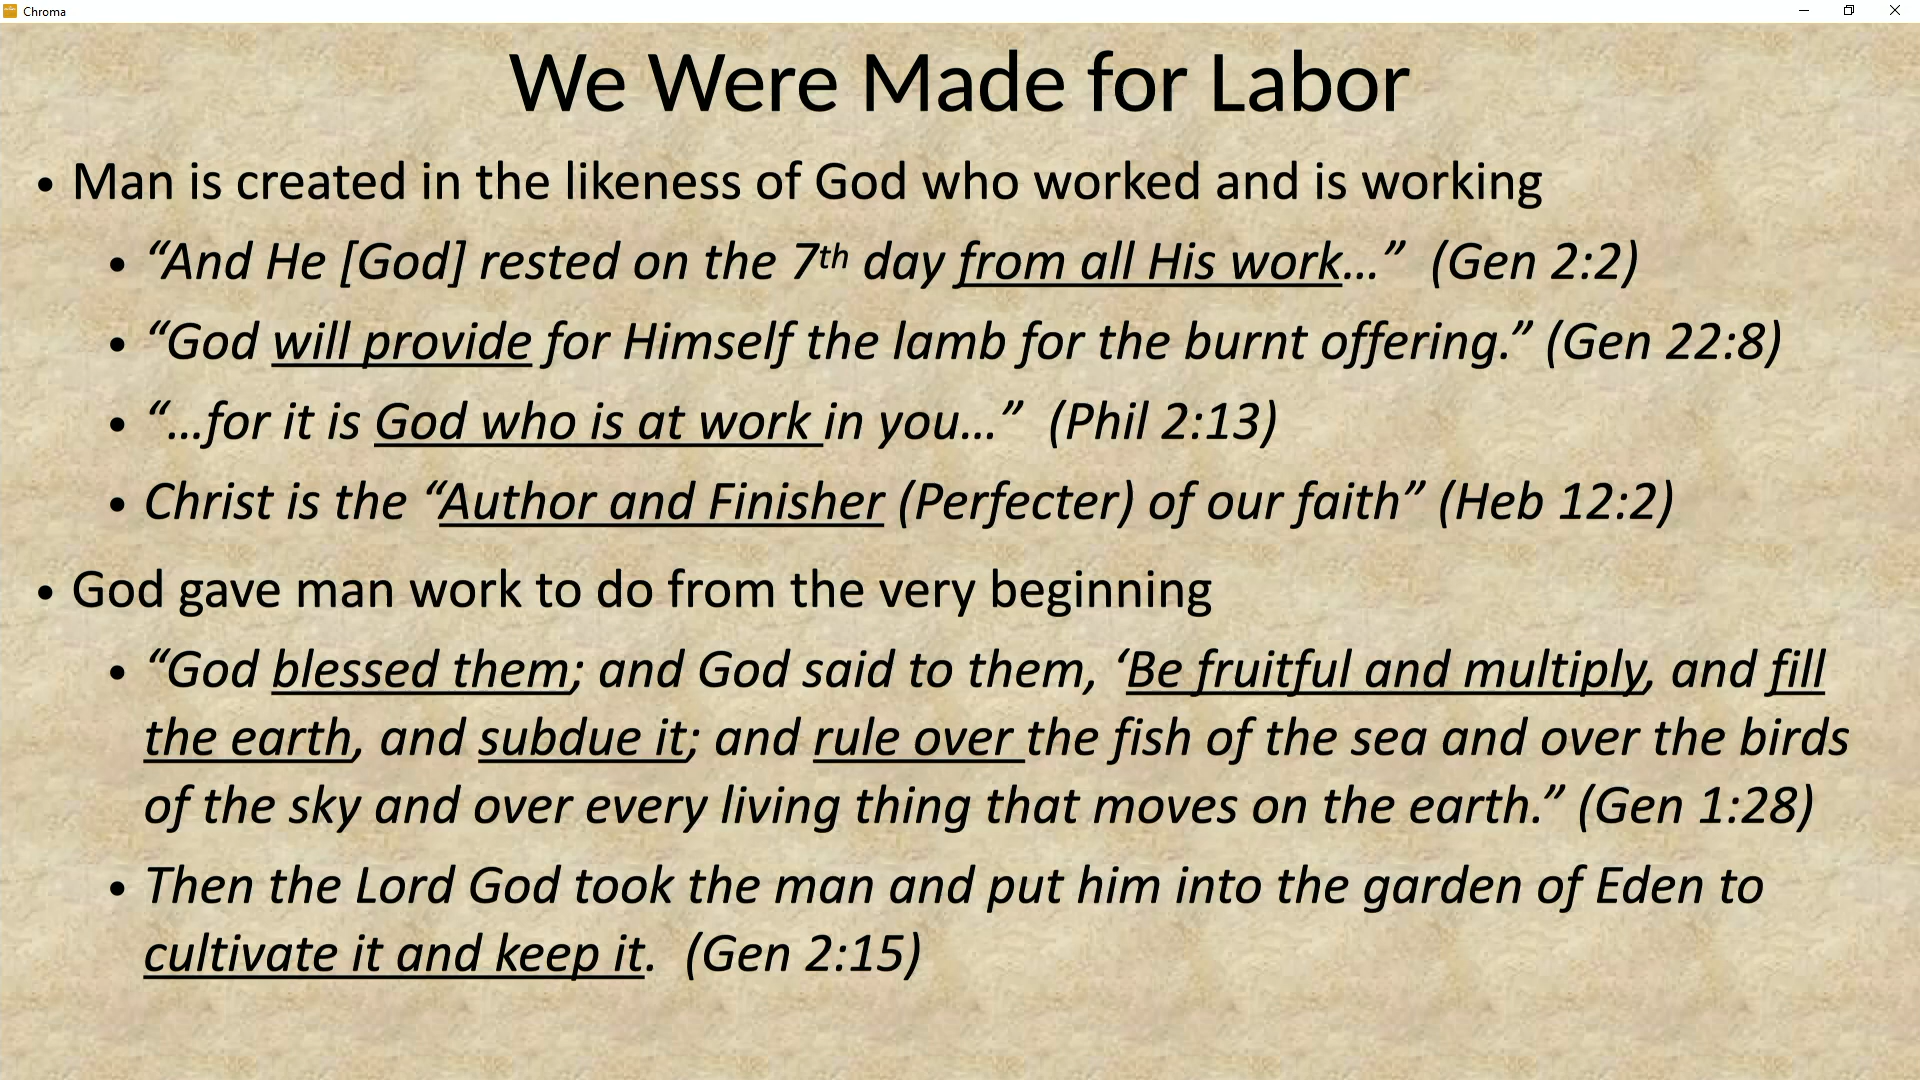 Chroma
We Were Made for Labor
• Man is created in the likeness of God who worked and is working
• “And He [God] rested on the 7th day from all His work…” (Gen 2:2)
• “God will provide for Himself the lamb for the burnt offering.” (Gen 22:8)
• “…for it is God who is at work in you…” (Phil 2:13)
• Christ is the “Author and Finisher (Perfecter) of our faith” (Heb 12:2)
• God gave man work to do from the very beginning
• “God blessed them; and God said to them, ‘Be fruitful and multiply, and fill
the earth, and subdue it; and rule over the fish of the sea and over the birds
of the sky and over every living thing that moves on the earth.” (Gen 1:28)
• Then the Lord God took the man and put him into the garden of Eden to
cultivate it and keep it. (Gen 2:15)